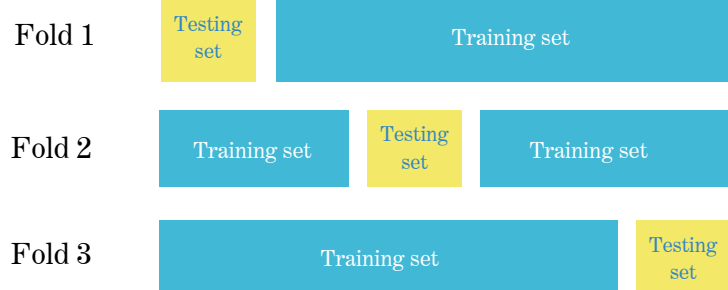 Fold 1
Testing
set
Training set
Fold 2
Training set
Testing
set
Training set
Fold 3
Training set
Testing
set